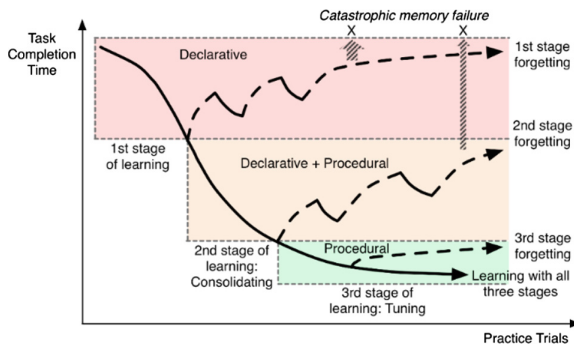 Catastrophic memory failure
Task
Completion
Time
X
X
Declarative
1st stage
forgetting
2nd stage
forgetting
1st stage
of learning
Declarative + Procedural
2nd stage of
learning:
Consolidating
Procedural
3rd stage
forgetting
Learning with all
three stages
3rd stage of
learning: Tuning
Practice Trials